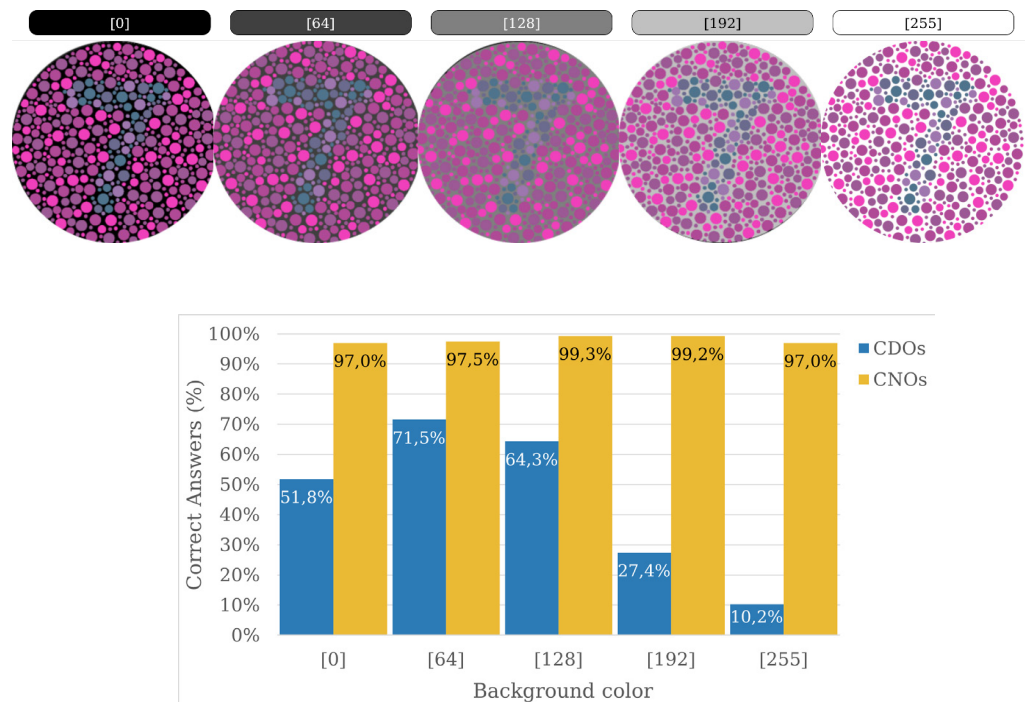 [0] [64] [128] [192] [255]
100%
90%
80%
70%
60%
50%
40%
30%
20%
10%
0%
Correct Answers (%)
51,8% 97,0% 71,5% 97,5% 64,3% 99,3% 27,4% 99,2% 10,2% 97,0%
CDOs
CNOs
[0] [64] [128] [192] [255]
Background color